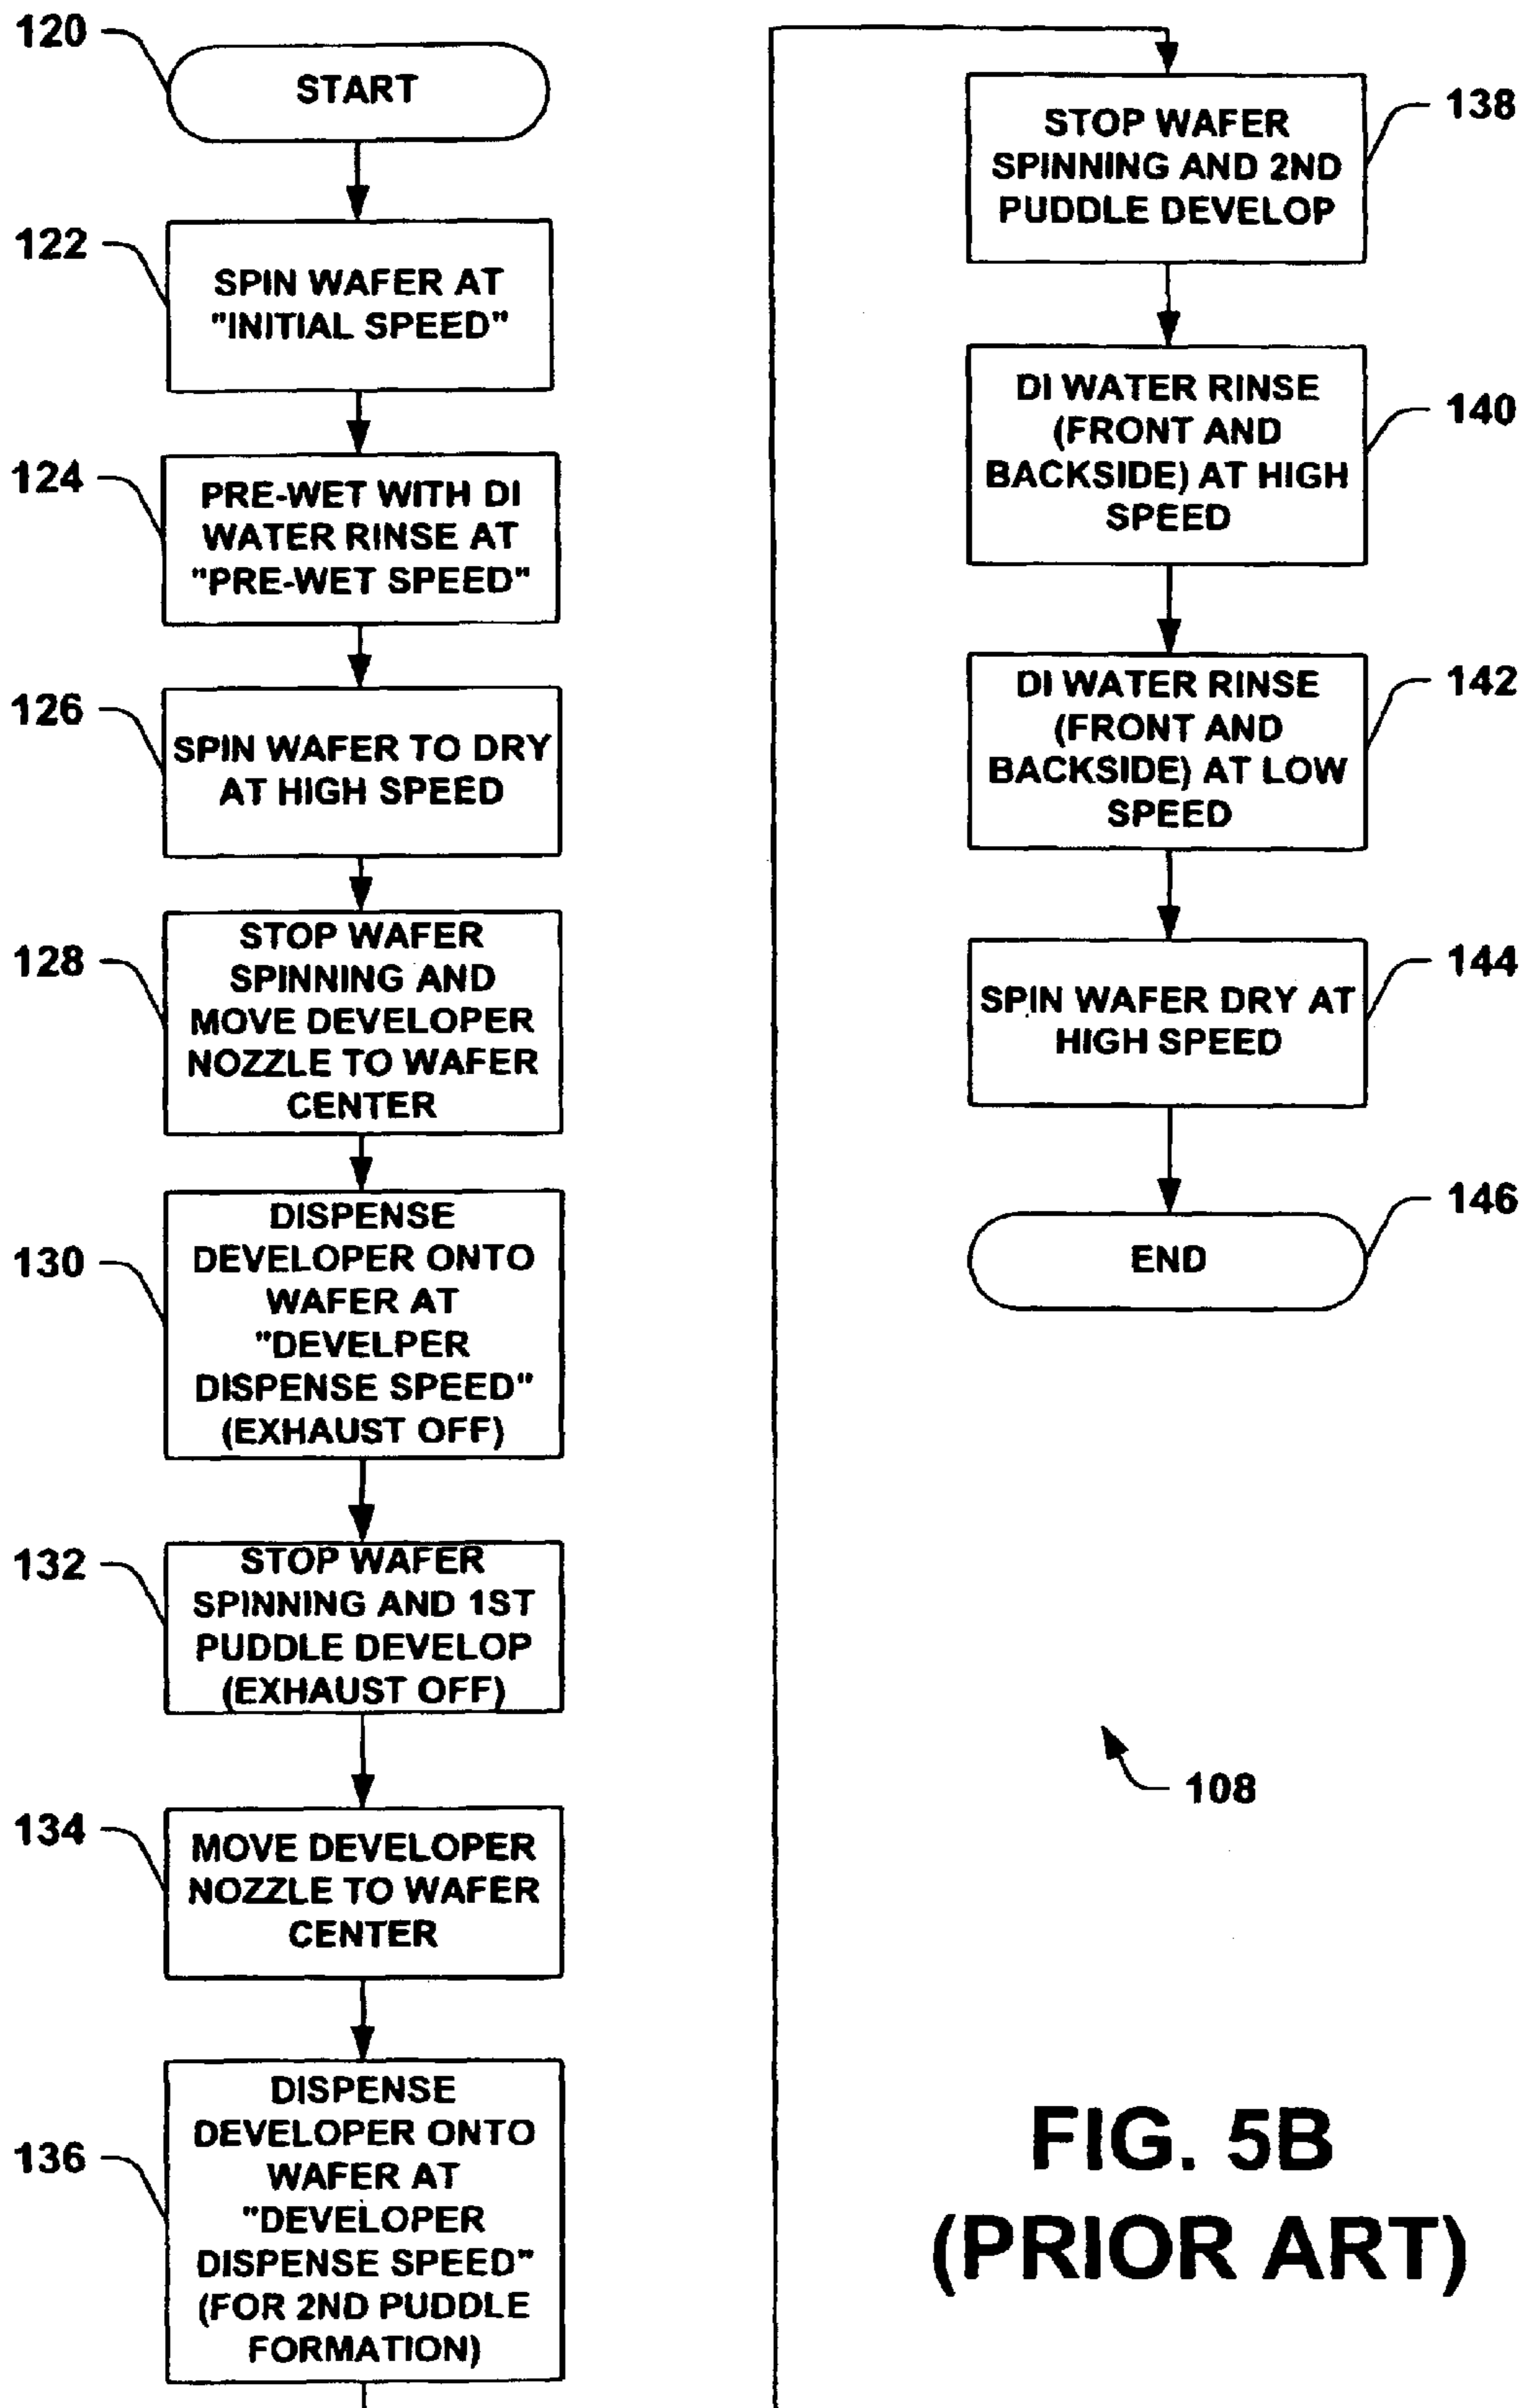 120
START
122
SPIN WAFER AT
"INITIAL SPEED"
124
PRE-WET WITH DI
WATER RINSE AT
"PRE-WET SPEED"
126
SPIN WAFER TO DRY
AT HIGH SPEED
128
STOP WAFER
SPINNING AND
MOVE DEVELOPER
NOZZLE TO WAFER
CENTER
130
DISPENSE
DEVELOPER ONTO
WAFER AT
"DEVELPER
DISPENSE SPEED"
(EXHAUST OFF)
132
STOP WAFER
SPINNING AND 1ST
PUDDLE DEVELOP
(EXHAUST OFF)
134
MOVE DEVELOPER
NOZZLE TO WAFER
CENTER
136
DISPENSE
DEVELOPER ONTO
WAFER AT
"DEVELOPER
DISPENSE SPEED"
(FOR 2ND PUDDLE
FORMATION)
138
STOP WAFER
SPINNING AND 2ND
PUDDLE DEVELOP
140
DI WATER RINSE
(FRONT AND
BACKSIDE) AT HIGH
SPEED
142
DI WATER RINSE
(FRONT AND
BACKSIDE) AT LOW
SPEED
144
SPIN WAFER DRY AT
HIGH SPEED
146
END
108
FIG. 5B
(PRIOR ART)